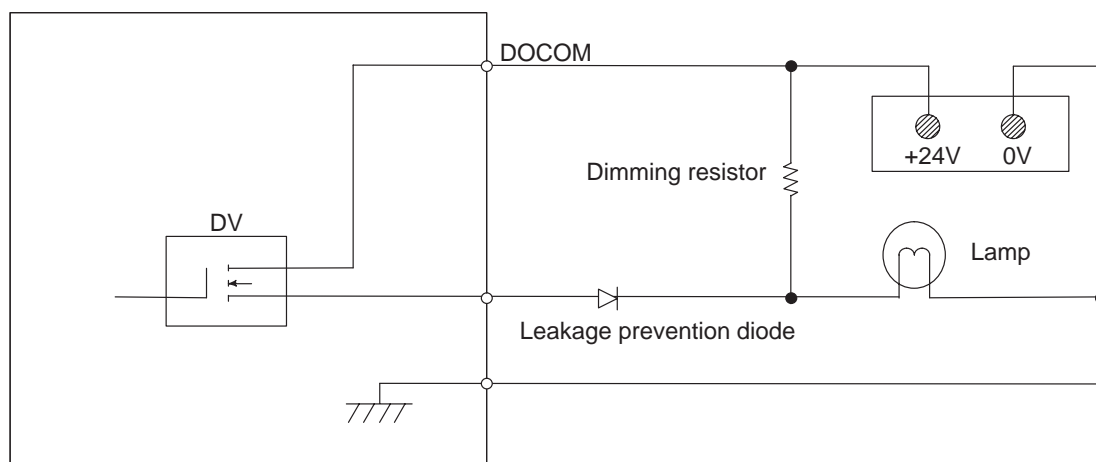 DOCOM
+24V 0V
Dimming resistor
DV
Lamp
Leakage prevention diode